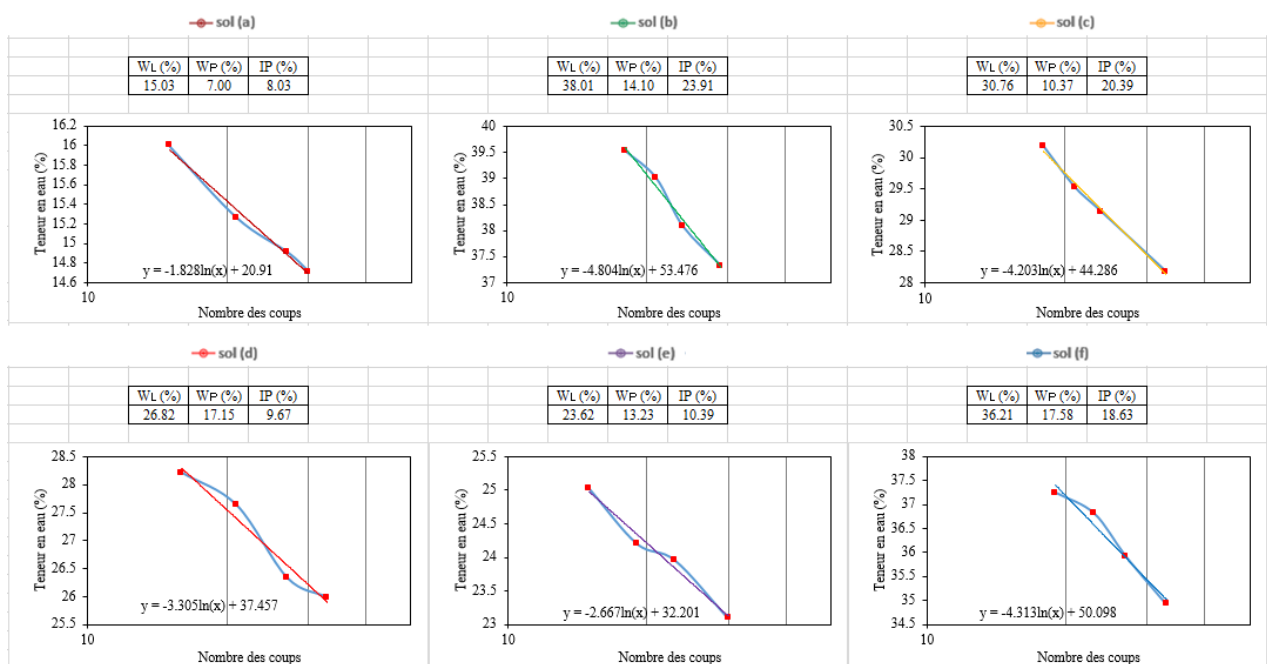 sol (a)
WL (%) WP (%) IP (%)
15.03 7.00 8.03
16.2
16
15.8
15.6
15.4
15.2
15
14.8
14.6
Teneur en eau (%)
y = -1.828ln(x) + 20.91
10
Nombre des coups
sol (b)
WL (%) WP (%) IP (%)
38.01 14.10 23.91
40
39.5
39
38.5
38
37.5
37
Teneur en eau (%)
y = -4.804ln(x) + 53.476
10
Nombre des coups
sol (c)
WL (%) WP (%) IP (%)
30.76 10.37 20.39
30.5
30
29.5
29
28.5
28
Teneur en eau (%)
y = -4.203ln(x) + 44.286
10
Nombre des coups
sol (d)
WL (%) WP (%) IP (%)
26.82 17.15 9.67
28.5
28
27.5
27
26.5
26
25.5
Teneur en eau (%)
y = -3.305ln(x) + 37.457
10
Nombre des coups
sol (e)
WL (%) WP (%) IP (%)
23.62 13.23 10.39
25.5
25
24.5
24
23.5
23
Teneur en eau (%)
y = -2.667ln(x) + 32.201
10
Nombre des coups
sol (f)
WL (%) WP (%) IP (%)
36.21 17.58 18.63
38
37.5
37
36.5
36
35.5
35
34.5
Teneur en eau (%)
y = -4.313ln(x) + 50.098
10
Nombre des coups